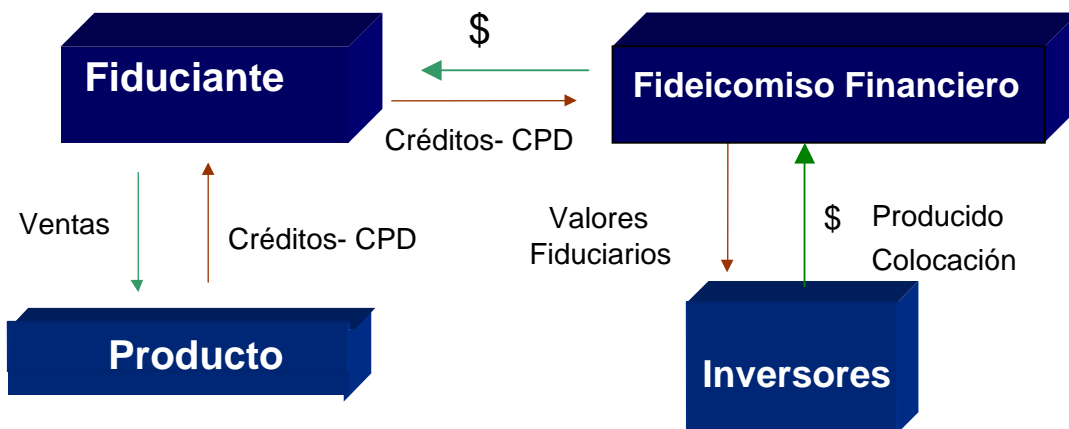 $
Fiduciante
Fideicomiso Financiero
Créditos- CPD
Ventas
Créditos- CPD
Valores
Fiduciarios
$ Producido
Colocación
Producto
Inversores